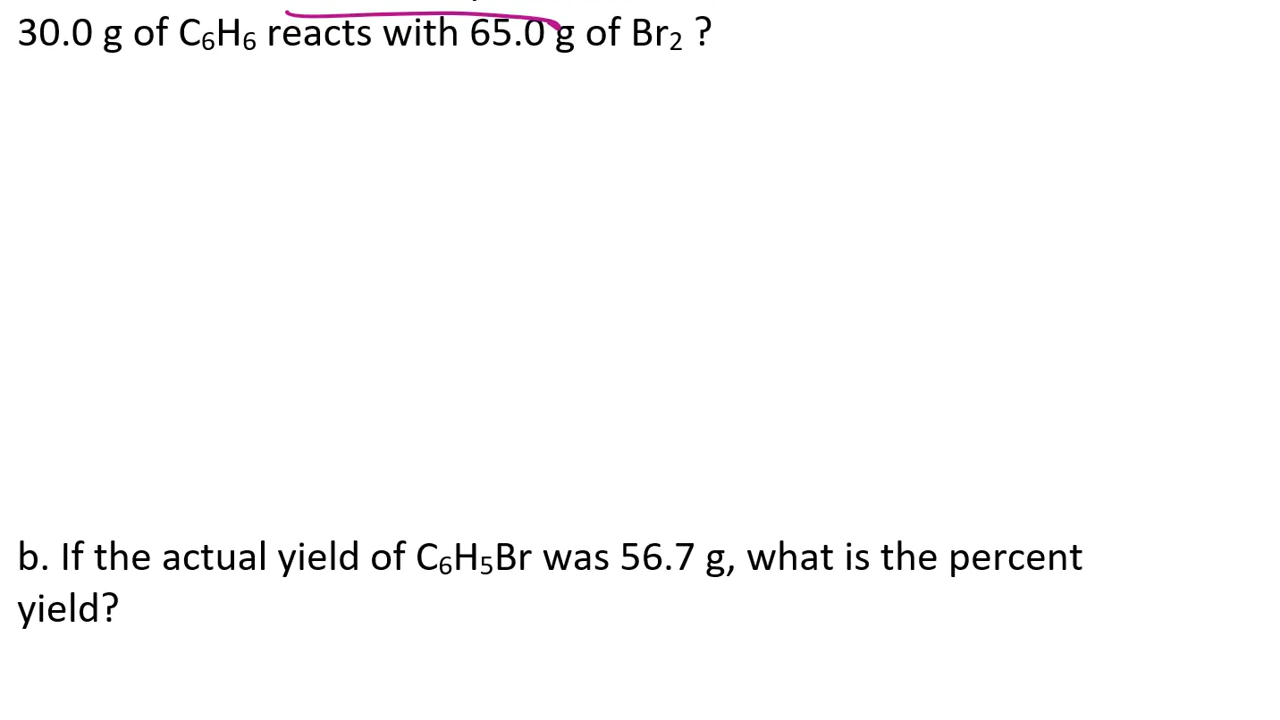 30.0 g of C₆H₆ reacts with 65.0 g of Br₂ ?
b. If the actual yield of C₆H₅Br was 56.7 g, what is the percent
yield?